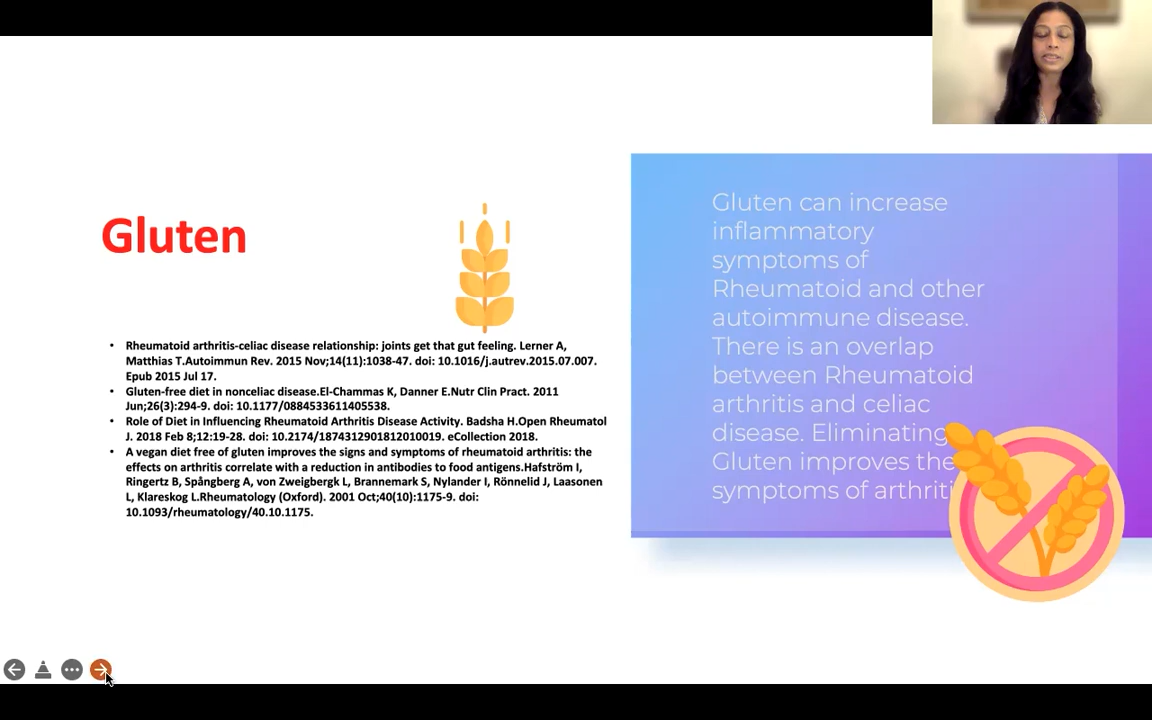 Gluten
Rheumatoid arthritis-celiac disease relationship: joints get that gut feeling. Lerner A,
Matthias T.Autoimmun Rev. 2015 Nov;14(11):1038-47. doi: 10.1016/j.autrev.2015.07.007.
Epub 2015 Jul 17.
Gluten-free diet in nonceliac disease.El-Chammas K, Danner E.Nutr Clin Pract. 2011
Jun;26(3):294-9. doi: 10.1177/0884533611405538.
Role of Diet in Influencing Rheumatoid Arthritis Disease Activity. Badsha H.Open Rheumatol
J. 2018 Feb 8;12:19-28. doi: 10.2174/1874312901812010019. eCollection 2018.
A vegan diet free of gluten improves the signs and symptoms of rheumatoid arthritis: the
effects on arthritis correlate with a reduction in antibodies to food antigens.Hafström I,
Ringertz B, Spångberg A, von Zweigbergk L, Brannemark S, Nylander I, Rönnelid J, Laasonen
L, Klareskog L.Rheumatology (Oxford). 2001 Oct;40(10):1175-9. doi:
10.1093/rheumatology/40.10.1175.
Gluten can increase
inflammatory
symptoms of
Rheumatoid and other
autoimmune disease.
There is an overlap
between Rheumatoid
arthritis and celiac
disease. Eliminating
Gluten improves the
symptoms of arthriti